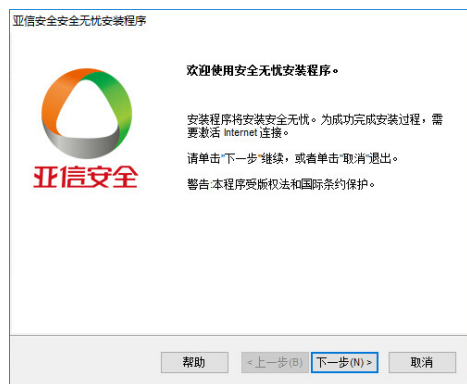 亚信安全安全无忧安装程序
欢迎使用安全无忧安装程序。
安装程序将安装安全无忧。为成功完成安装过程，需
要激活 Internet 连接。
请单击"下一步"继续，或者单击"取消"退出。
警告:本程序受版权法和国际条约保护。
亚信安全
帮助
<上一步(B)
下一步(N)>
取消